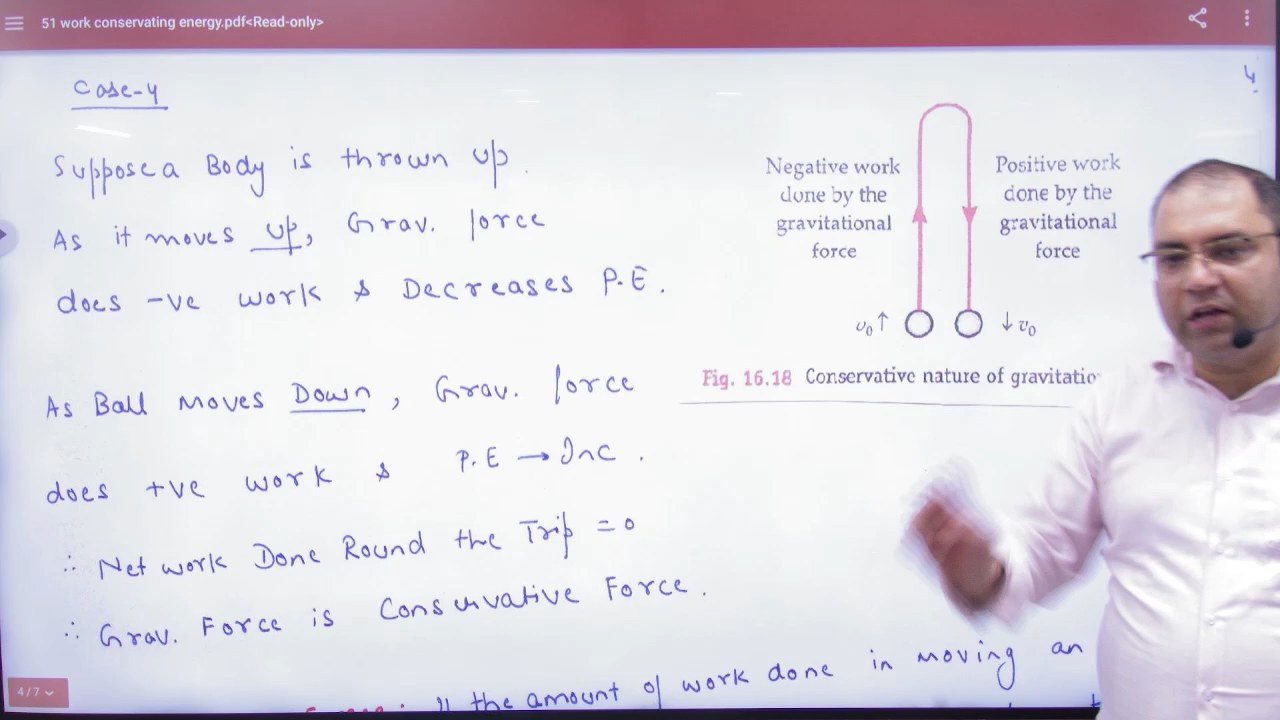 51 work conservating energy.pdf<Read-only>
4
Case-4
Suppose a Body is thrown up.
As it moves up, Grav. force
does -ve work & Decreases P.E.
As Ball moves Down, Grav. force
does +ve work & P.E → Inc.
∴ Net work Done Round the Trip = 0
∴ Grav. Force is Conservative Force.
the amount of work done in moving an
Negative work
done by the
gravitational
force
Positive work
done by the
gravitational
force
v₀ ↑
↓ v₀
Fig. 16.18 Conservative nature of gravitatio
4/7